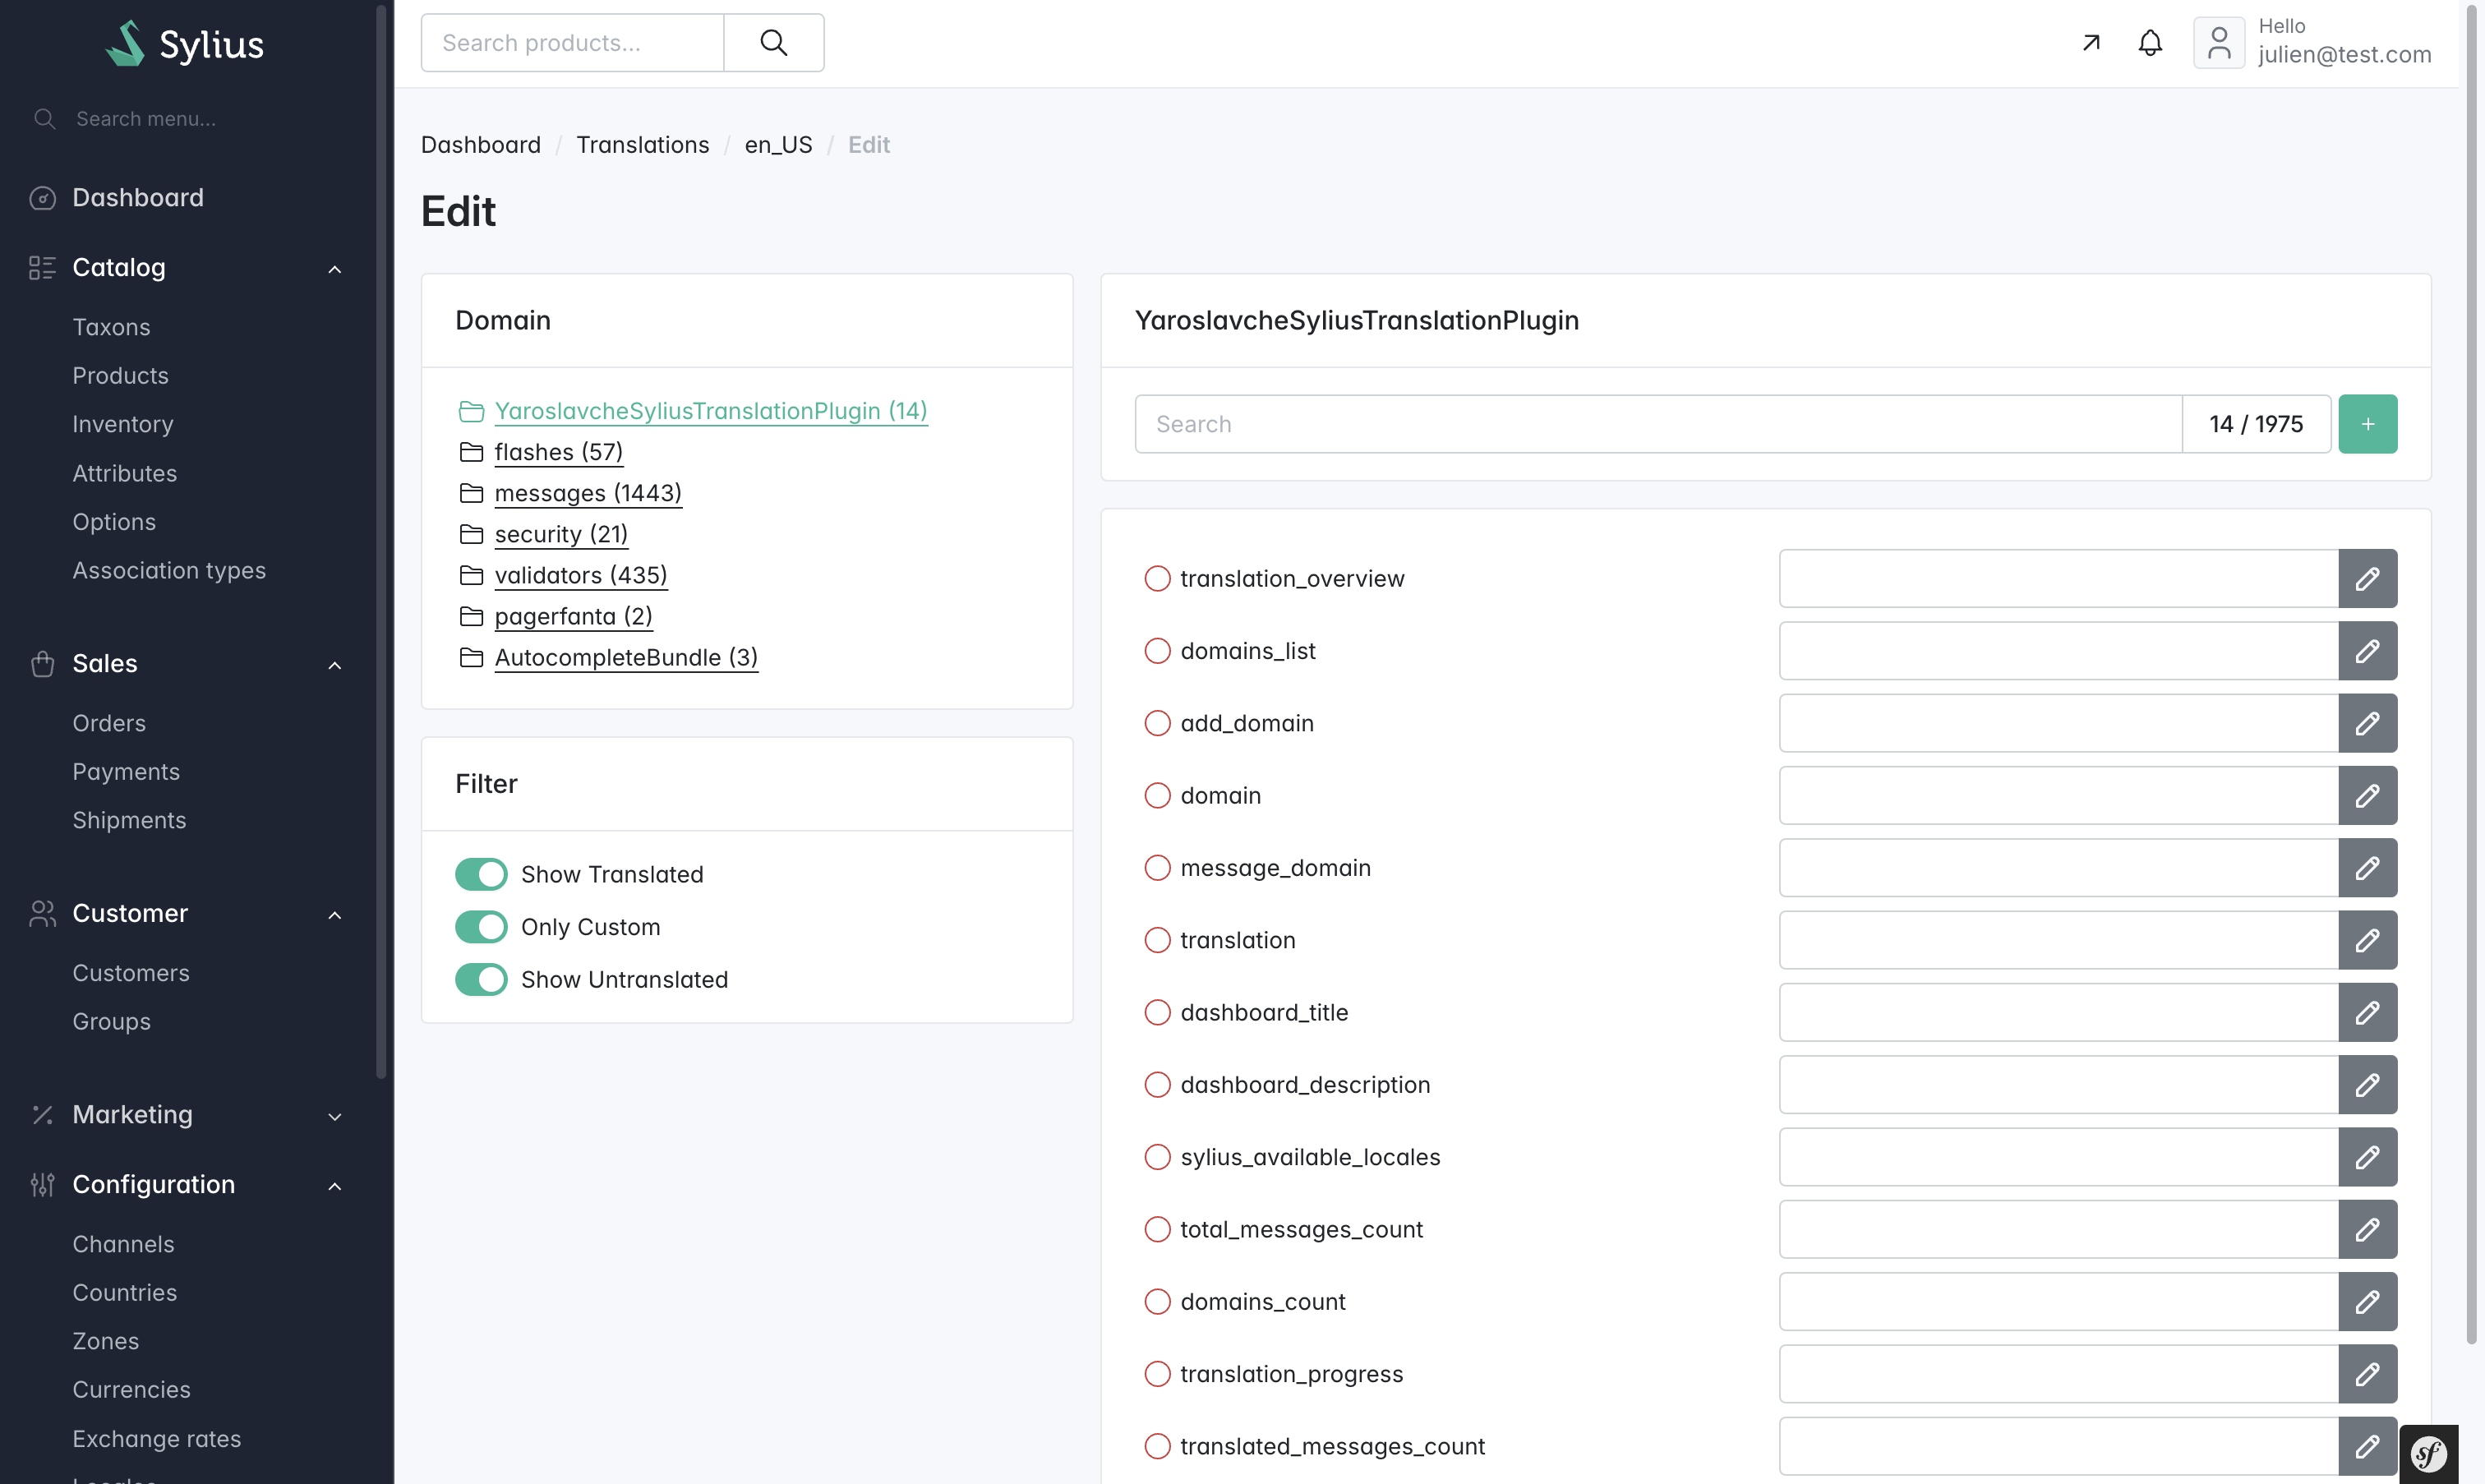 Sylius
Search menu...
Dashboard
Catalog
Taxons
Products
Inventory
Attributes
Options
Association types
Sales
Orders
Payments
Shipments
Customer
Customers
Groups
Marketing
Configuration
Channels
Countries
Zones
Currencies
Exchange rates
Search products...
Hello
julien@test.com
Dashboard / Translations / en_US / Edit
Edit
Domain
YaroslavcheSyliusTranslationPlugin (14)
flashes (57)
messages (1443)
security (21)
validators (435)
pagerfanta (2)
AutocompleteBundle (3)
Filter
Show Translated
Only Custom
Show Untranslated
YaroslavcheSyliusTranslationPlugin
Search
14 / 1975
+
translation_overview
domains_list
add_domain
domain
message_domain
translation
dashboard_title
dashboard_description
sylius_available_locales
total_messages_count
domains_count
translation_progress
translated_messages_count
sf